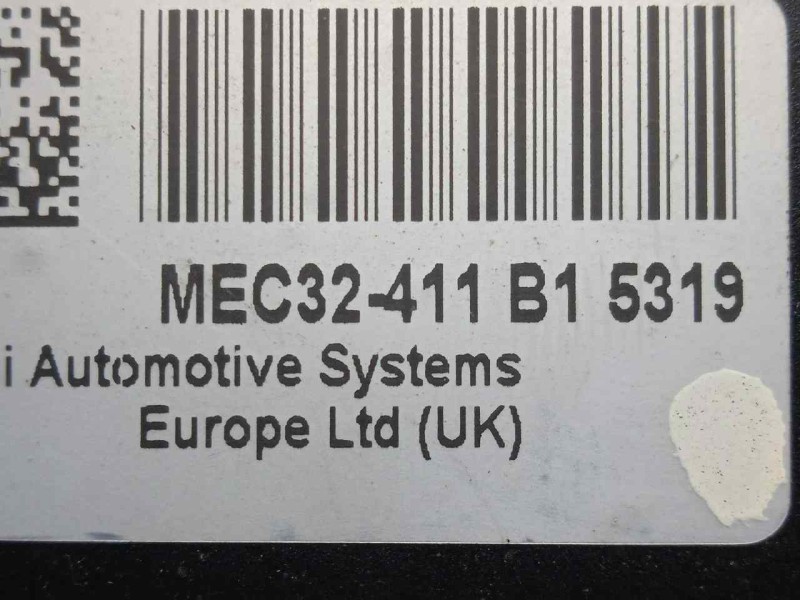 MEC32-411 B1 5319
i Automotive Systems
Europe Ltd (UK)